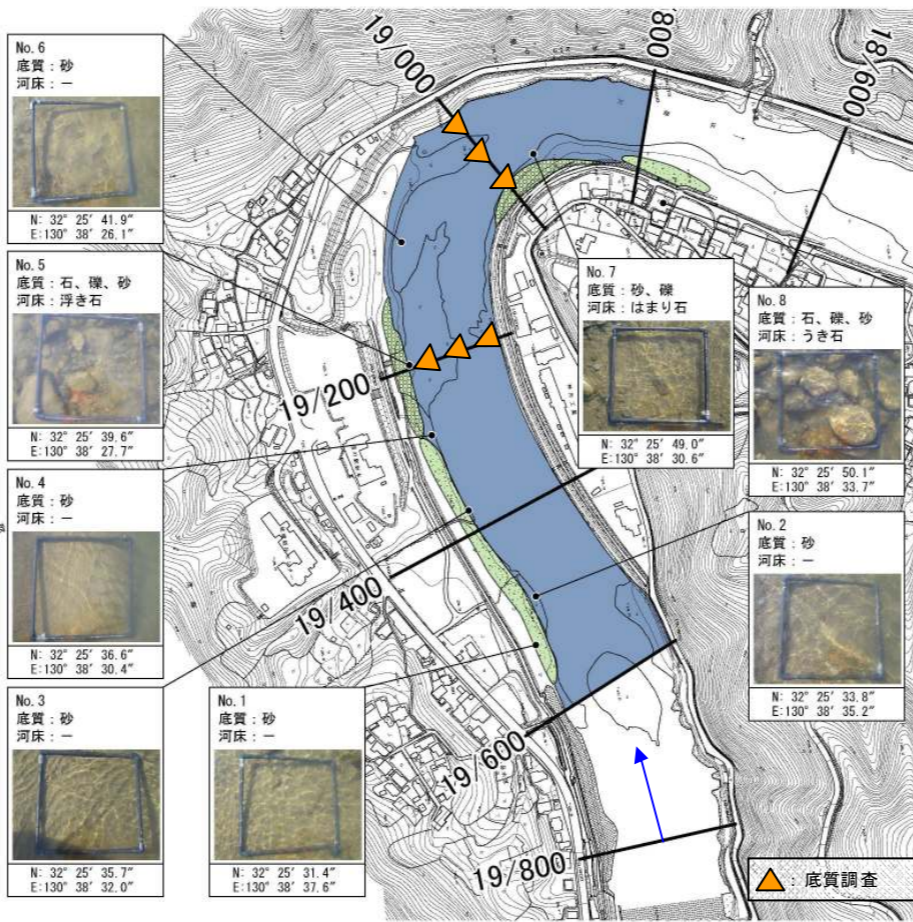 No.6
底質：砂
河床：－
N: 32° 25′ 41.9″
E:130° 38′ 26.1″
No.5
底質：石、礫、砂
河床：浮き石
N: 32° 25′ 39.6″
E:130° 38′ 27.7″
No.4
底質：砂
河床：－
N: 32° 25′ 36.6″
E:130° 38′ 30.4″
No.3
底質：砂
河床：－
N: 32° 25′ 35.7″
E:130° 38′ 32.0″
No.1
底質：砂
河床：－
N: 32° 25′ 31.4″
E:130° 38′ 37.6″
No.7
底質：砂、礫
河床：はまり石
N: 32° 25′ 49.0″
E:130° 38′ 30.6″
No.8
底質：石、礫、砂
河床：うき石
N: 32° 25′ 50.1″
E:130° 38′ 33.7″
No.2
底質：砂
河床：－
N: 32° 25′ 33.8″
E:130° 38′ 35.2″
19/000
800
18/600
19/200
19/400
19/600
19/800
：底質調査